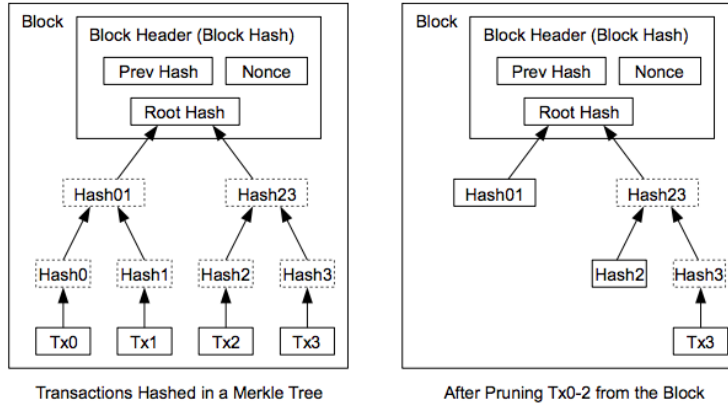 Block
Block Header (Block Hash)
Prev Hash
Nonce
Root Hash
Hash01
Hash23
Hash0
Hash1
Hash2
Hash3
Tx0
Tx1
Tx2
Tx3
Transactions Hashed in a Merkle Tree
Block
Block Header (Block Hash)
Prev Hash
Nonce
Root Hash
Hash01
Hash23
Hash2
Hash3
Tx3
After Pruning Tx0-2 from the Block